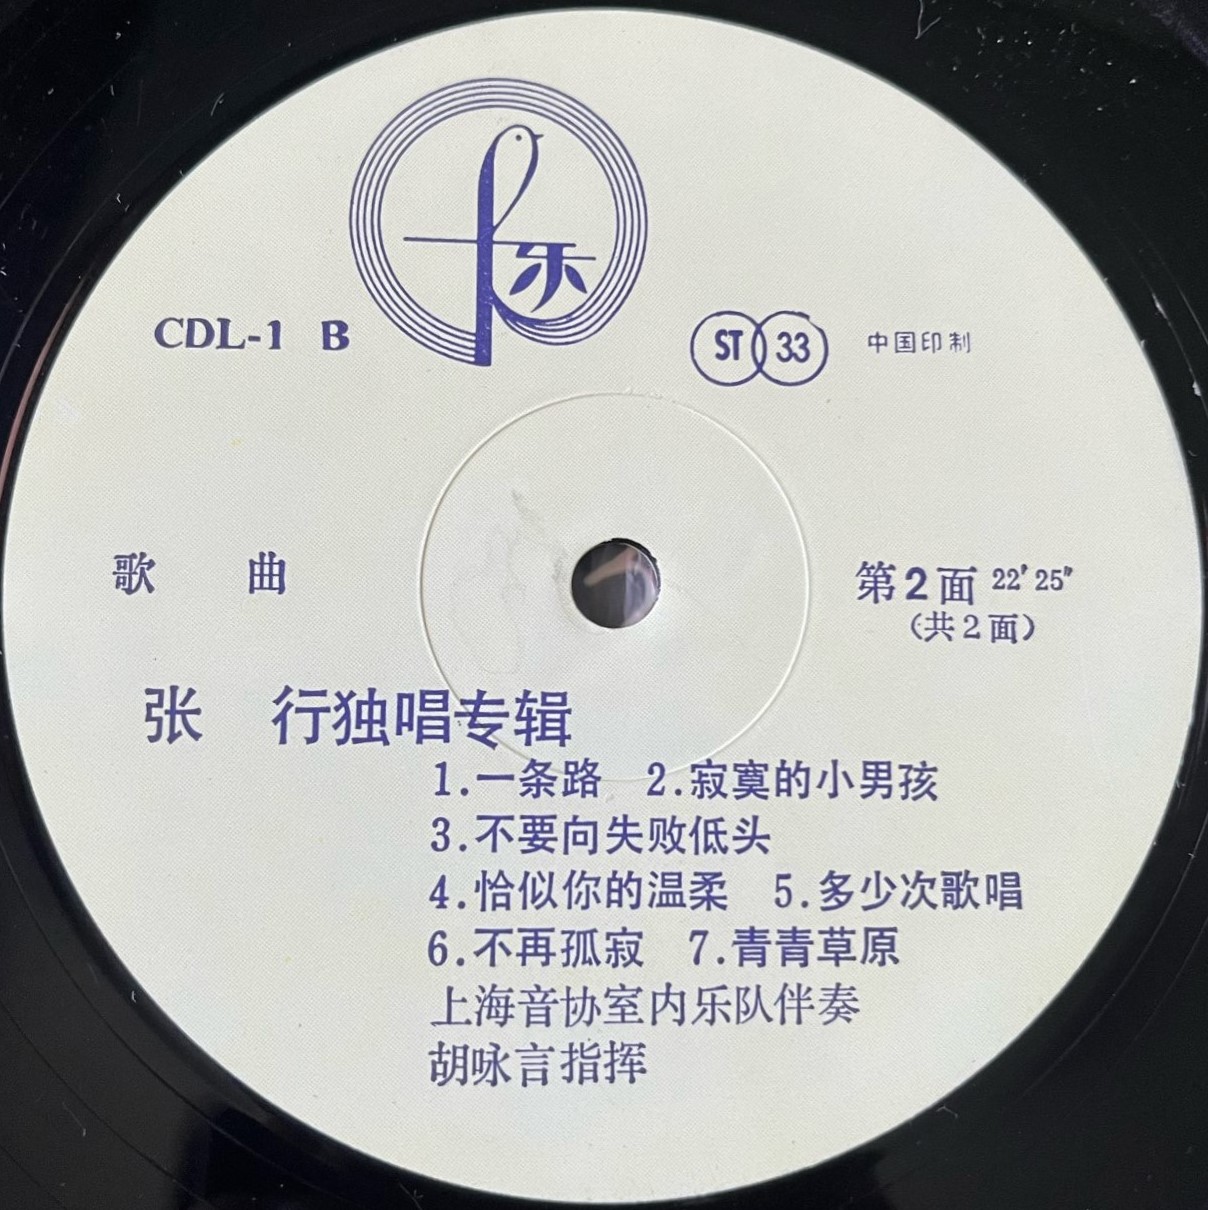 CDL-1 B
ST 33 中国印制
歌 曲
第2面 22′25″
(共2面)
张 行独唱专辑
1.一条路 2.寂寞的小男孩
3.不要向失败低头
4.恰似你的温柔 5.多少次歌唱
6.不再孤寂 7.青青草原
上海音协室内乐队伴奏
胡咏言指挥